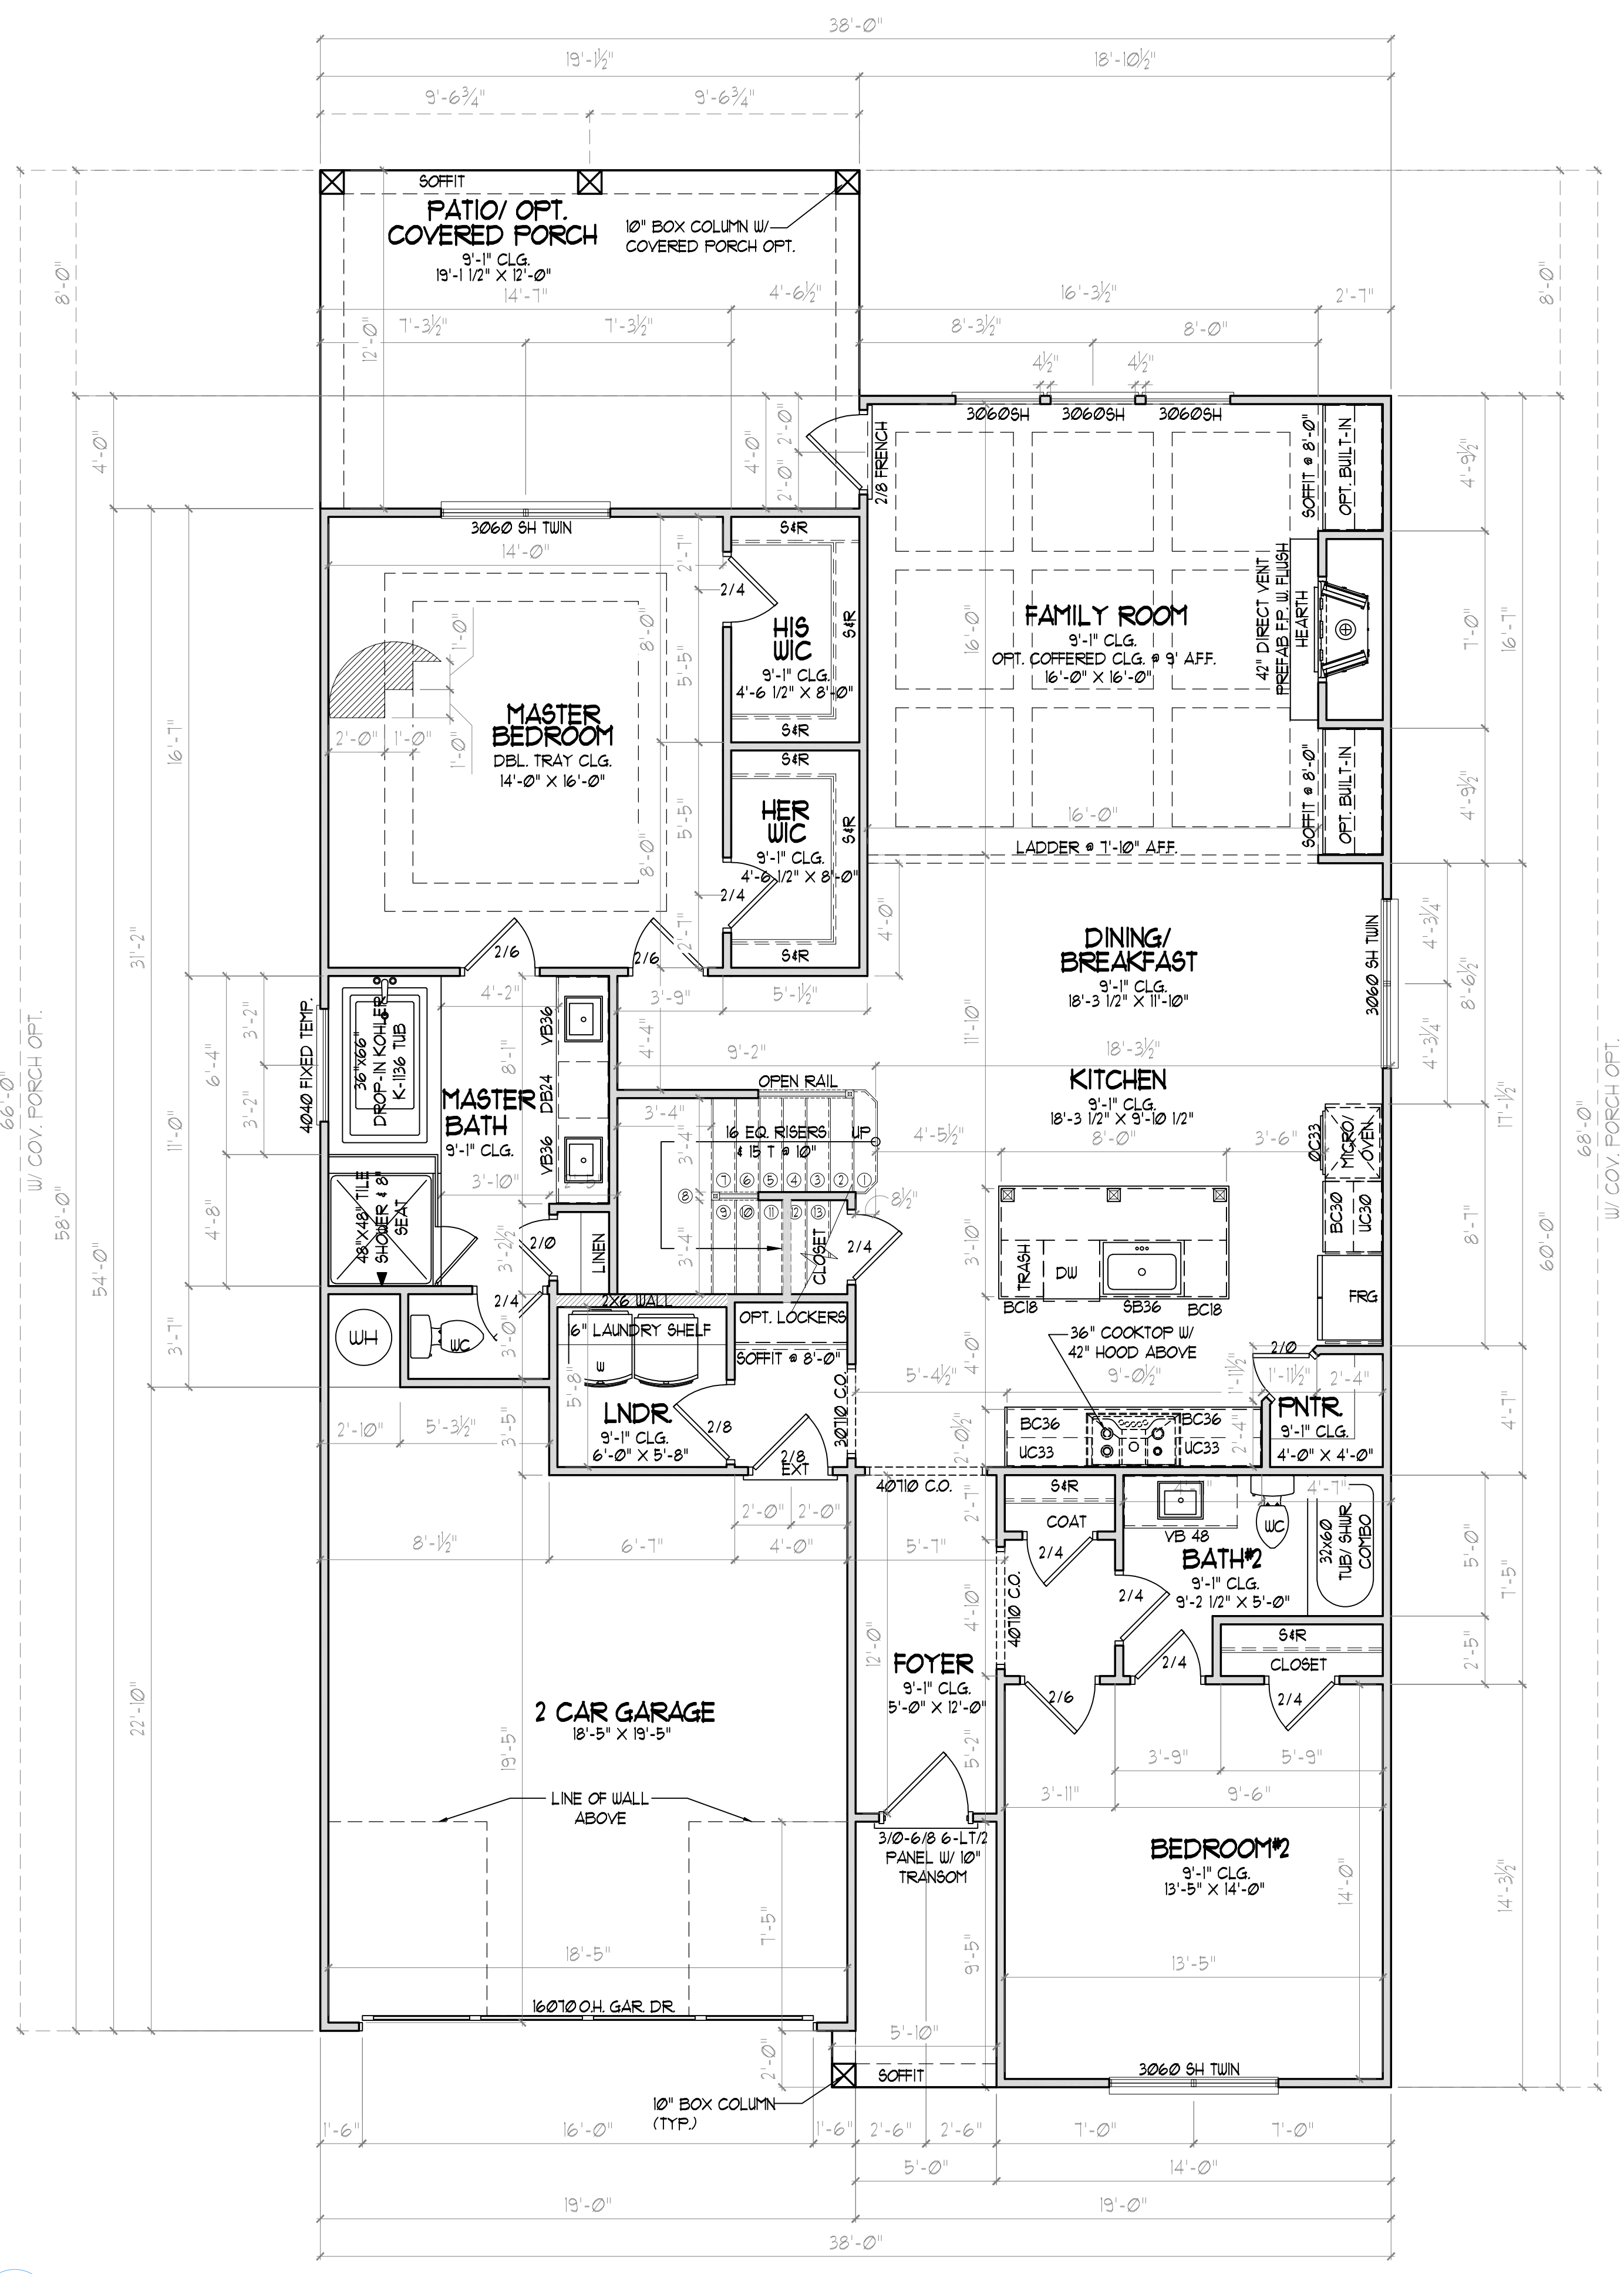 38'-0"
19'-1½"
18'-10½"
9'-6¾"
9'-6¾"
SOFFIT
PATIO/ OPT.
COVERED PORCH
9'-1" CLG.
19'-1 1/2" X 12'-0"
10" BOX COLUMN W/
COVERED PORCH OPT.
8'-0"
8'-0"
14'-7"
4'-6½"
16'-3½"
2'-7"
7'-3½"
7'-3½"
8'-3½"
8'-0"
12'-0"
4½"
4½"
3060SH
3060SH
3060SH
4'-0"
4'-0"
2'-0"
2'-0"
2/8 FRENCH
SOFFIT @ 8'-0"
OPT. BUILT-IN
4'-9½"
3060 SH TWIN
14'-0"
S&R
2'-7"
2/4
HIS
WIC
9'-1" CLG.
4'-6 1/2" X 8'-0"
S&R
S&R
8'-0"
5'-5"
1'-0"
1'-0"
2'-0"
1'-0"
MASTER
BEDROOM
DBL. TRAY CLG.
14'-0" X 16'-0"
FAMILY ROOM
9'-1" CLG.
OPT. COFFERED CLG. @ 9' A.F.F.
16'-0" X 16'-0"
16'-0"
42" DIRECT VENT
PREFAB F.P. W. FLUSH
HEARTH
7'-0"
16'-7"
16'-7"
S&R
HER
WIC
9'-1" CLG.
4'-6 1/2" X 8'-0"
S&R
S&R
2/4
5'-5"
8'-0"
2'-7"
16'-0"
SOFFIT @ 8'-0"
OPT. BUILT-IN
4'-9½"
LADDER @ 7'-10" A.F.F.
31'-2"
4'-0"
DINING/
BREAKFAST
9'-1" CLG.
18'-3 1/2" X 11'-10"
3060 SH TWIN
4'-3¼"
4'-3¼"
8'-6½"
2/6
2/6
4040 FIXED TEMP.
3'-2"
3'-2"
6'-4"
11'-0"
36"x66"
DROP-IN KOHLER
K-1136 TUB
4'-2"
8'-1"
VB36
DB24
VB36
3'-9"
5'-1½"
4'-4"
9'-2"
11'-10"
18'-3½"
W/ COV. PORCH OPT.
66'-0"
58'-0"
54'-0"
W/ COV. PORCH OPT.
68'-0"
60'-0"
17'-1½"
MASTER
BATH
9'-1" CLG.
OPEN RAIL
KITCHEN
9'-1" CLG.
18'-3 1/2" X 9'-10 1/2"
3'-4"
16 EQ. RISERS
& 15 T @ 10"
UP
3'-4"
4'-5½"
8'-0"
3'-6"
OC33
MICRO/
OVEN
3'-10"
7 6 5 4 3 2 1
8
9 10 11 12 13
8½"
3'-4"
4'-8"
48"X48" TILE
SHOWER & 8"
SEAT
2/0
3'-2½"
LINEN
CLOSET
2/4
3'-10"
TRASH
DW
BC18
SB36
BC18
BC30
UC30
FRG
8'-7"
2/4
2X6 WALL
OPT. LOCKERS
SOFFIT @ 8'-0"
16" LAUNDRY SHELF
W
WH
WC
3'-0"
3'-7"
5'-8"
36" COOKTOP W/
42" HOOD ABOVE
4'-0"
2/0
5'-4½"
9'-0½"
1'-1½"
1'-11½"
2'-4"
PNTR.
9'-1" CLG.
4'-0" X 4'-0"
4'-7"
2'-10"
5'-3½"
3'-5"
LNDR.
9'-1" CLG.
6'-0" X 5'-8"
2/8
2/8
EXT
30710 C.O.
2'-0½"
BC36
UC33
BC36
UC33
2'-4"
40710 C.O.
2'-0"
2'-0"
8'-1½"
6'-7"
4'-0"
5'-7"
2'-7"
S&R
COAT
2/4
VB 48
WC
4'-7"
BATH#2
9'-1" CLG.
9'-2 1/2" X 5'-0"
32x60
TUB/ SHWR.
COMBO
5'-0"
7'-5"
2/4
4'-10"
40710 C.O.
12'-0"
FOYER
9'-1" CLG.
5'-0" X 12'-0"
S&R
CLOSET
2'-5"
2/6
2/4
2/4
22'-10"
2 CAR GARAGE
18'-5" X 19'-5"
19'-5"
5'-2"
3'-9"
5'-9"
3'-11"
9'-6"
LINE OF WALL
ABOVE
3/0-6/8 6-LT/2
PANEL W/ 10"
TRANSOM
BEDROOM#2
9'-1" CLG.
13'-5" X 14'-0"
14'-0"
14'-3½"
7'-5"
9'-5"
18'-5"
13'-5"
16070 O.H. GAR. DR.
5'-10"
2'-0"
SOFFIT
3060 SH TWIN
10" BOX COLUMN
(TYP.)
1'-6"
16'-0"
1'-6"
2'-6"
2'-6"
7'-0"
7'-0"
5'-0"
14'-0"
19'-0"
19'-0"
38'-0"